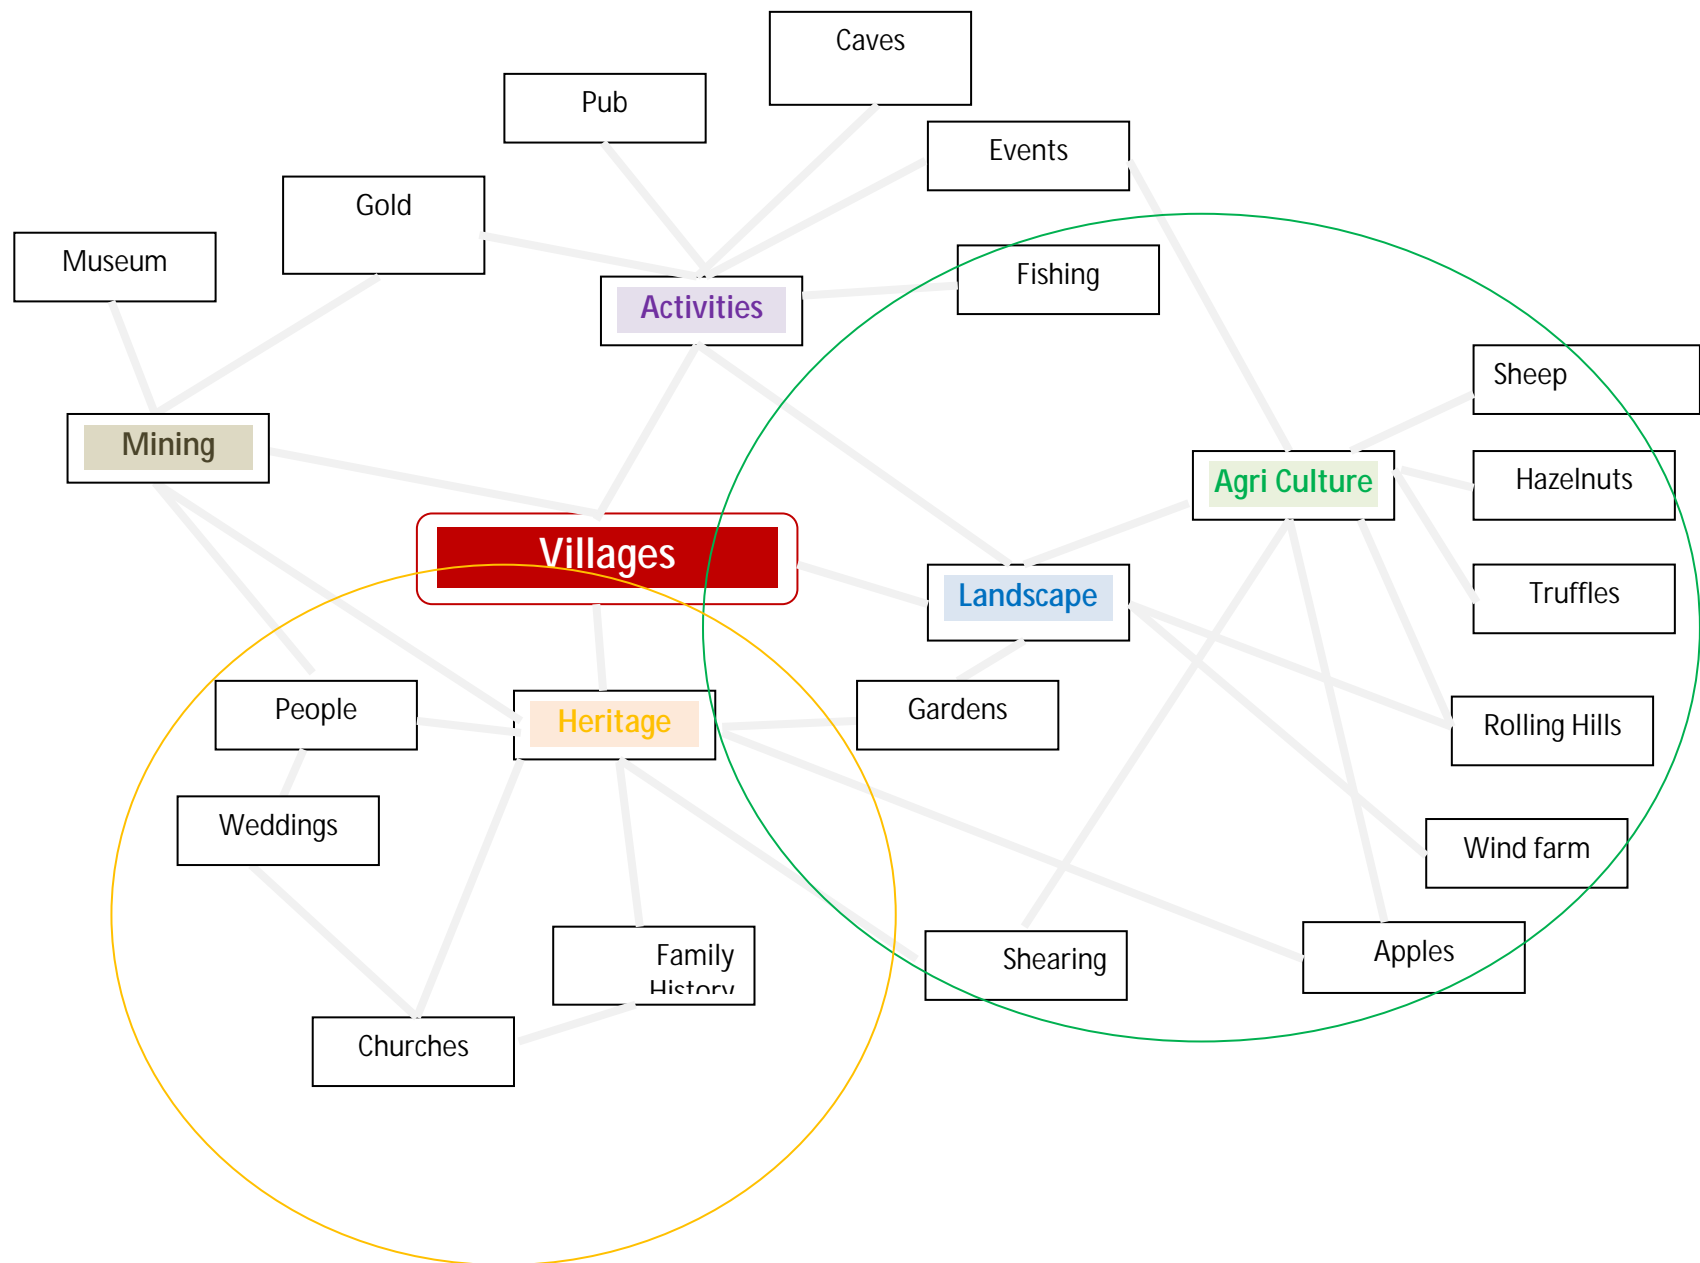 Caves
Pub
Events
Gold
Museum
Fishing
Activities
Sheep
Mining
Agri Culture
Hazelnuts
Villages
Landscape
Truffles
People
Heritage
Gardens
Rolling Hills
Weddings
Wind farm
Family
History
Shearing
Apples
Churches